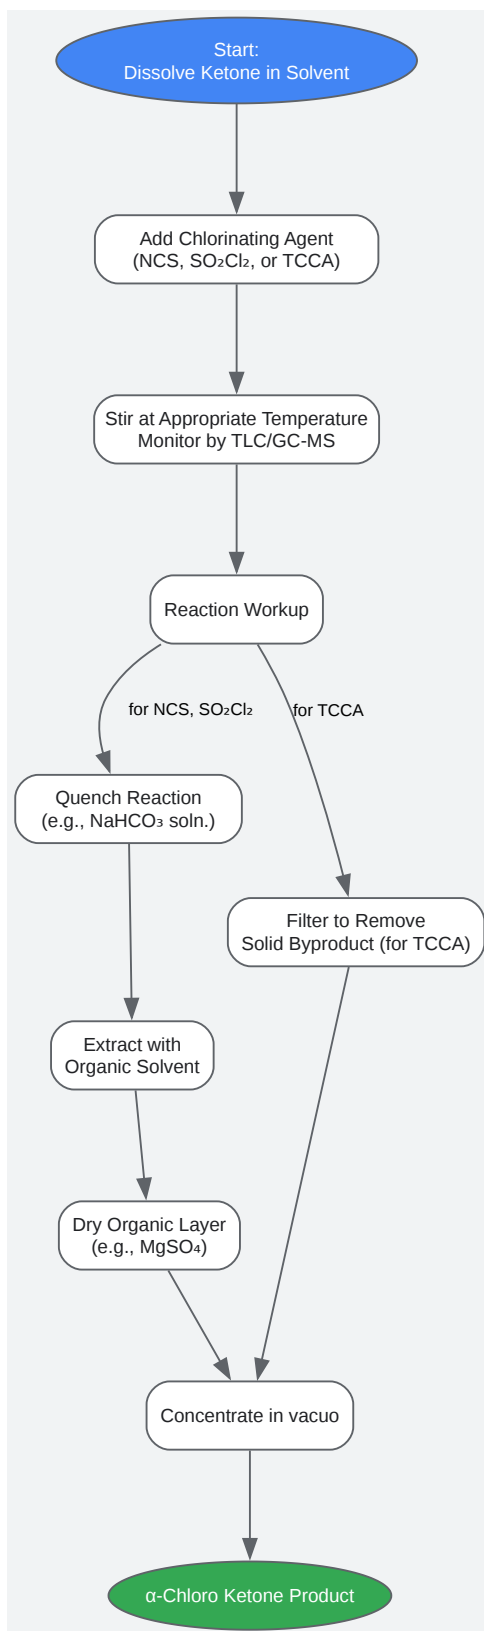 Start:
Dissolve Ketone in Solvent
Add Chlorinating Agent
(NCS, SO₂Cl₂, or TCCA)
Stir at Appropriate Temperature
Monitor by TLC/GC-MS
Reaction Workup
for NCS, SO₂Cl₂
for TCCA
Quench Reaction
(e.g., NaHCO₃ soln.)
Filter to Remove
Solid Byproduct (for TCCA)
Extract with
Organic Solvent
Dry Organic Layer
(e.g., MgSO₄)
Concentrate in vacuo
α-Chloro Ketone Product